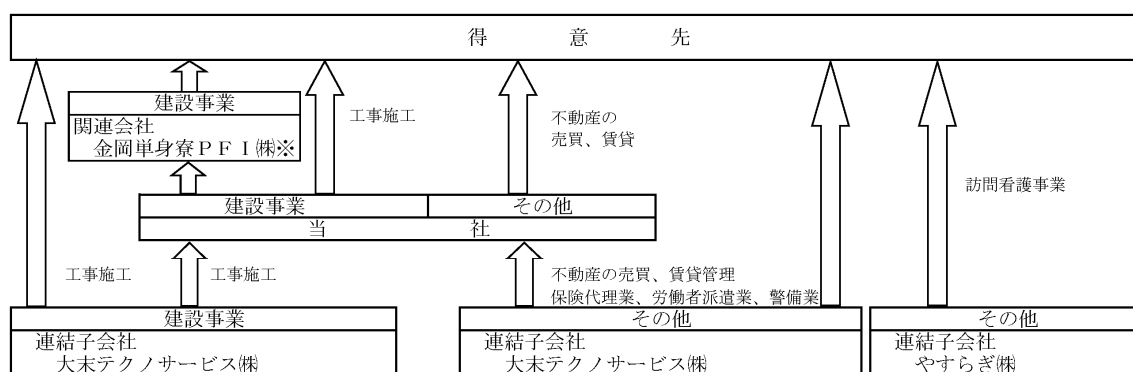 得意先
建設事業
関連会社
金岡単身寮ＰＦＩ㈱※
工事施工
不動産の
売買、賃貸
訪問看護事業
建設事業
その他
当社
工事施工
工事施工
不動産の売買、賃貸管理
保険代理業、労働者派遣業、警備業
建設事業
連結子会社
大末テクノサービス㈱
その他
連結子会社
大末テクノサービス㈱
その他
連結子会社
やすらぎ㈱